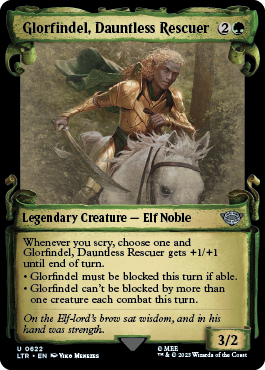 Glorfindel, Dauntless Rescuer 2
Legendary Creature — Elf Noble
Whenever you scry, choose one and
Glorfindel, Dauntless Rescuer gets +1/+1
until end of turn.
• Glorfindel must be blocked this turn if able.
• Glorfindel can't be blocked by more
than one creature each combat this turn.
On the Elf-lord's brow sat wisdom, and in his
hand was strength.
3/2
U 0622
LTR • EN Viko Menezes
© MEE
™ & © 2023 Wizards of the Coast